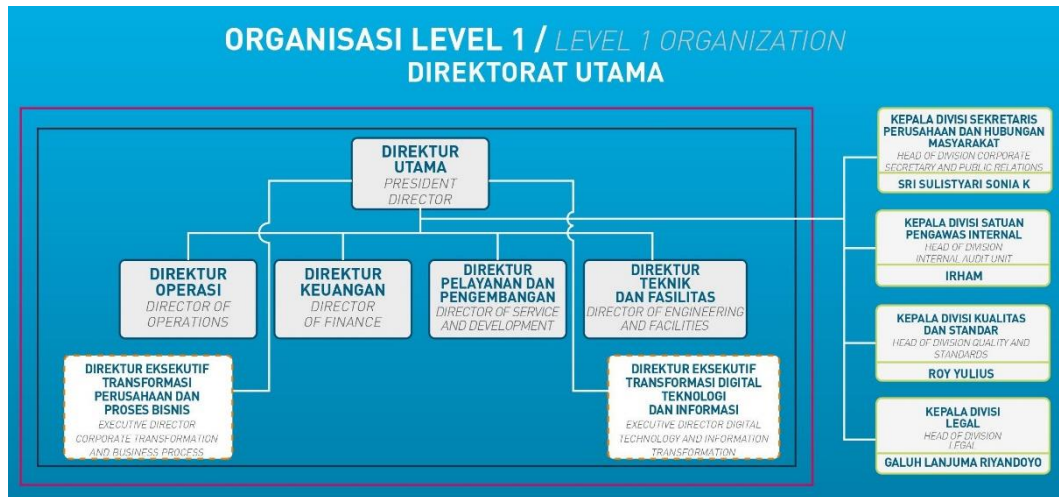 ORGANISASI LEVEL 1 / LEVEL 1 ORGANIZATION
DIREKTORAT UTAMA
DIREKTUR
UTAMA
PRESIDENT
DIRECTOR
DIREKTUR
OPERASI
DIRECTOR OF
OPERATIONS
DIREKTUR
KEUANGAN
DIRECTOR
OF FINANCE
DIREKTUR
PELAYANAN DAN
PENGEMBANGAN
DIRECTOR OF SERVICE
AND DEVELOPMENT
DIREKTUR
TEKNIK
DAN FASILITAS
DIRECTOR OF ENGINEERING
AND FACILITIES
DIREKTUR EKSEKUTIF
TRANSFORMASI
PERUSAHAAN DAN
PROSES BISNIS
EXECUTIVE DIRECTOR
CORPORATE TRANSFORMATION
AND BUSINESS PROCESS
DIREKTUR EKSEKUTIF
TRANSFORMASI DIGITAL
TEKNOLOGI
DAN INFORMASI
EXECUTIVE DIRECTOR DIGITAL
TECHNOLOGY AND INFORMATION
TRANSFORMATION
KEPALA DIVISI SEKRETARIS
PERUSAHAAN DAN HUBUNGAN
MASYARAKAT
HEAD OF DIVISION CORPORATE
SECRETARY AND PUBLIC RELATIONS
SRI SULISTYARI SONIA K
KEPALA DIVISI SATUAN
PENGAWAS INTERNAL
HEAD OF DIVISION
INTERNAL AUDIT UNIT
IRHAM
KEPALA DIVISI KUALITAS
DAN STANDAR
HEAD OF DIVISION QUALITY AND
STANDARDS
ROY YULIUS
KEPALA DIVISI
LEGAL
HEAD OF DIVISION
LEGAL
GALUH LANJUMA RIYANDOYO